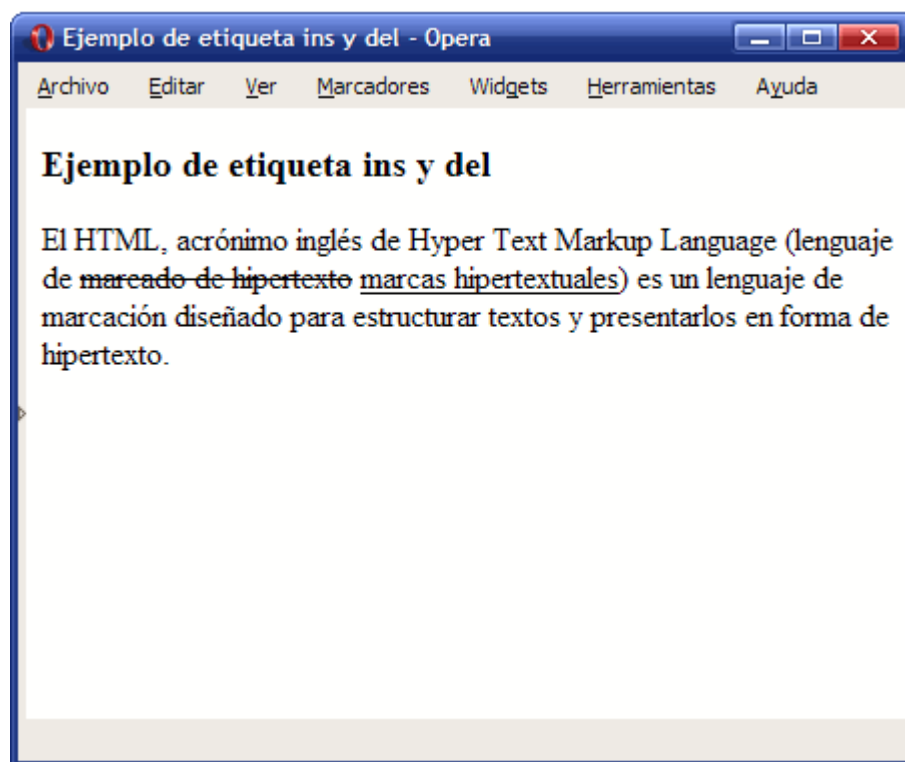 Ejemplo de etiqueta ins y del - Opera
Archivo Editar Ver Marcadores Widgets Herramientas Ayuda
Ejemplo de etiqueta ins y del
El HTML, acrónimo inglés de Hyper Text Markup Language (lenguaje
de marcado de hipertexto marcas hipertextuales) es un lenguaje de
marcación diseñado para estructurar textos y presentarlos en forma de
hipertexto.